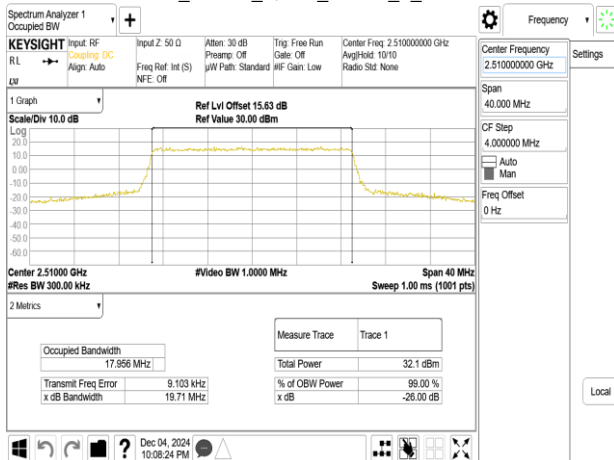 Spectrum Analyzer 1
Occupied BW
Frequency
KEYSIGHT
RL
Input: RF
Coupling: DC
Align: Auto
Input Z: 50 Ω
Freq Ref: Int (S)
NFE: Off
Atten: 30 dB
Preamp: Off
µW Path: Standard
Trig: Free Run
Gate: Off
#IF Gain: Low
Center Freq: 2.510000000 GHz
Avg|Hold: 10/10
Radio Std: None
Center Frequency
2.510000000 GHz
Settings
Span
40.000 MHz
CF Step
4.000000 MHz
Auto
Man
Freq Offset
0 Hz
Local
1 Graph
Scale/Div 10.0 dB
Ref Lvl Offset 15.63 dB
Ref Value 30.00 dBm
Log
20.0
10.0
0.00
-10.0
-20.0
-30.0
-40.0
-50.0
-60.0
Center 2.51000 GHz
#Res BW 300.00 kHz
#Video BW 1.0000 MHz
Span 40 MHz
Sweep 1.00 ms (1001 pts)
2 Metrics
Occupied Bandwidth
17.956 MHz
Transmit Freq Error 9.103 kHz
x dB Bandwidth 19.71 MHz
Measure Trace Trace 1
Total Power 32.1 dBm
% of OBW Power 99.00 %
x dB -26.00 dB
?
Dec 04, 2024
10:08:24 PM